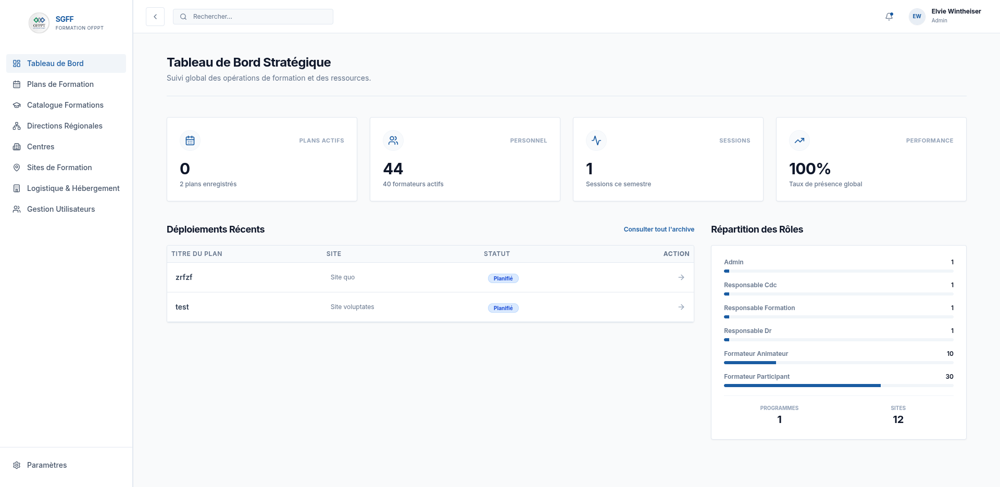 OFPPT
SGFF
FORMATION OFPPT
Tableau de Bord
Plans de Formation
Catalogue Formations
Directions Régionales
Centres
Sites de Formation
Logistique & Hébergement
Gestion Utilisateurs
Paramètres
Rechercher...
EW
Elvie Wintheiser
Admin
Tableau de Bord Stratégique
Suivi global des opérations de formation et des ressources.
PLANS ACTIFS
0
2 plans enregistrés
PERSONNEL
44
40 formateurs actifs
SESSIONS
1
Sessions ce semestre
PERFORMANCE
100%
Taux de présence global
Déploiements Récents
Consulter tout l'archive
TITRE DU PLAN SITE STATUT ACTION
zrfzf Site quo Planifié
test Site voluptates Planifié
Répartition des Rôles
Admin 1
Responsable Cdc 1
Responsable Formation 1
Responsable Dr 1
Formateur Animateur 10
Formateur Participant 30
PROGRAMMES SITES
1 12